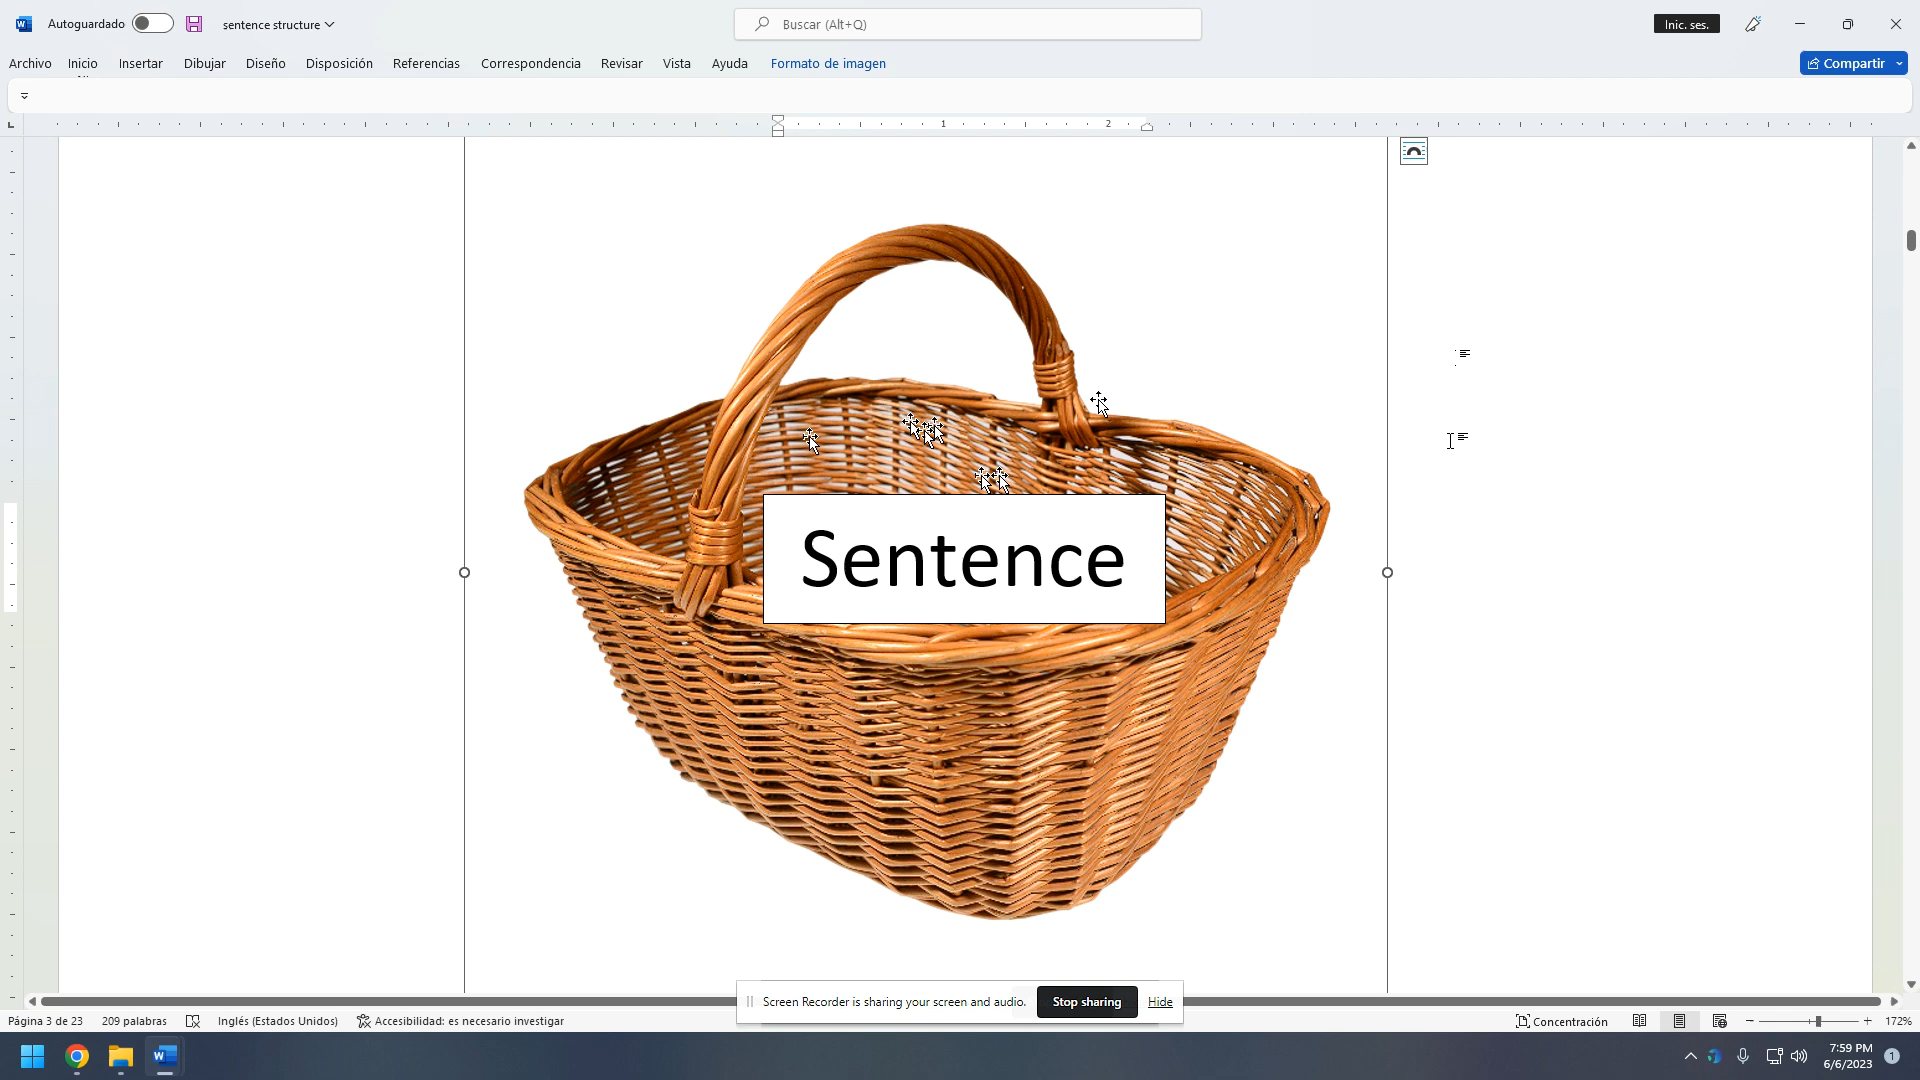 Autoguardado sentence structure Buscar (Alt+Q) Inic. ses.
Archivo Inicio Insertar Dibujar Diseño Disposición Referencias Correspondencia Revisar Vista Ayuda Formato de imagen Compartir
1 2
Sentence
Screen Recorder is sharing your screen and audio. Stop sharing Hide
Página 3 de 23 209 palabras Inglés (Estados Unidos) Accesibilidad: es necesario investigar Concentración 172%
7:59 PM
6/6/2023 1